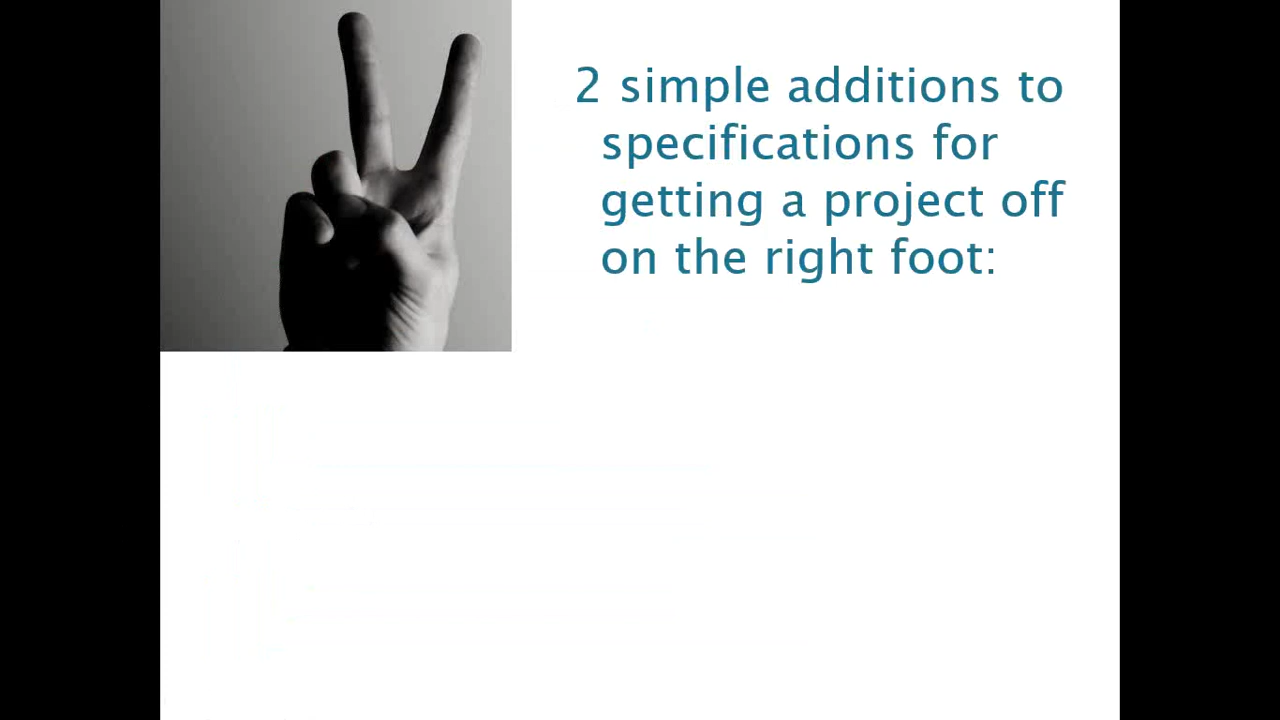 2 simple additions to
specifications for
getting a project off
on the right foot: